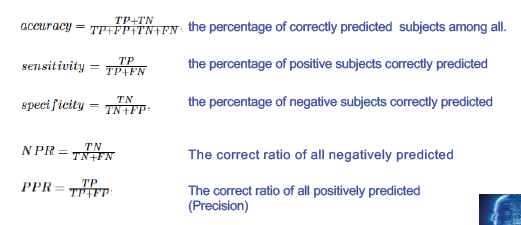 accuracy = TP+TN / TP+FP+TN+FN. the percentage of correctly predicted subjects among all.
sensitivity = TP / TP+FN the percentage of positive subjects correctly predicted
specificity = TN / TN+FP. the percentage of negative subjects correctly predicted
NPR = TN / TN+FN The correct ratio of all negatively predicted
PPR = TP / TP+FP. The correct ratio of all positively predicted
(Precision)